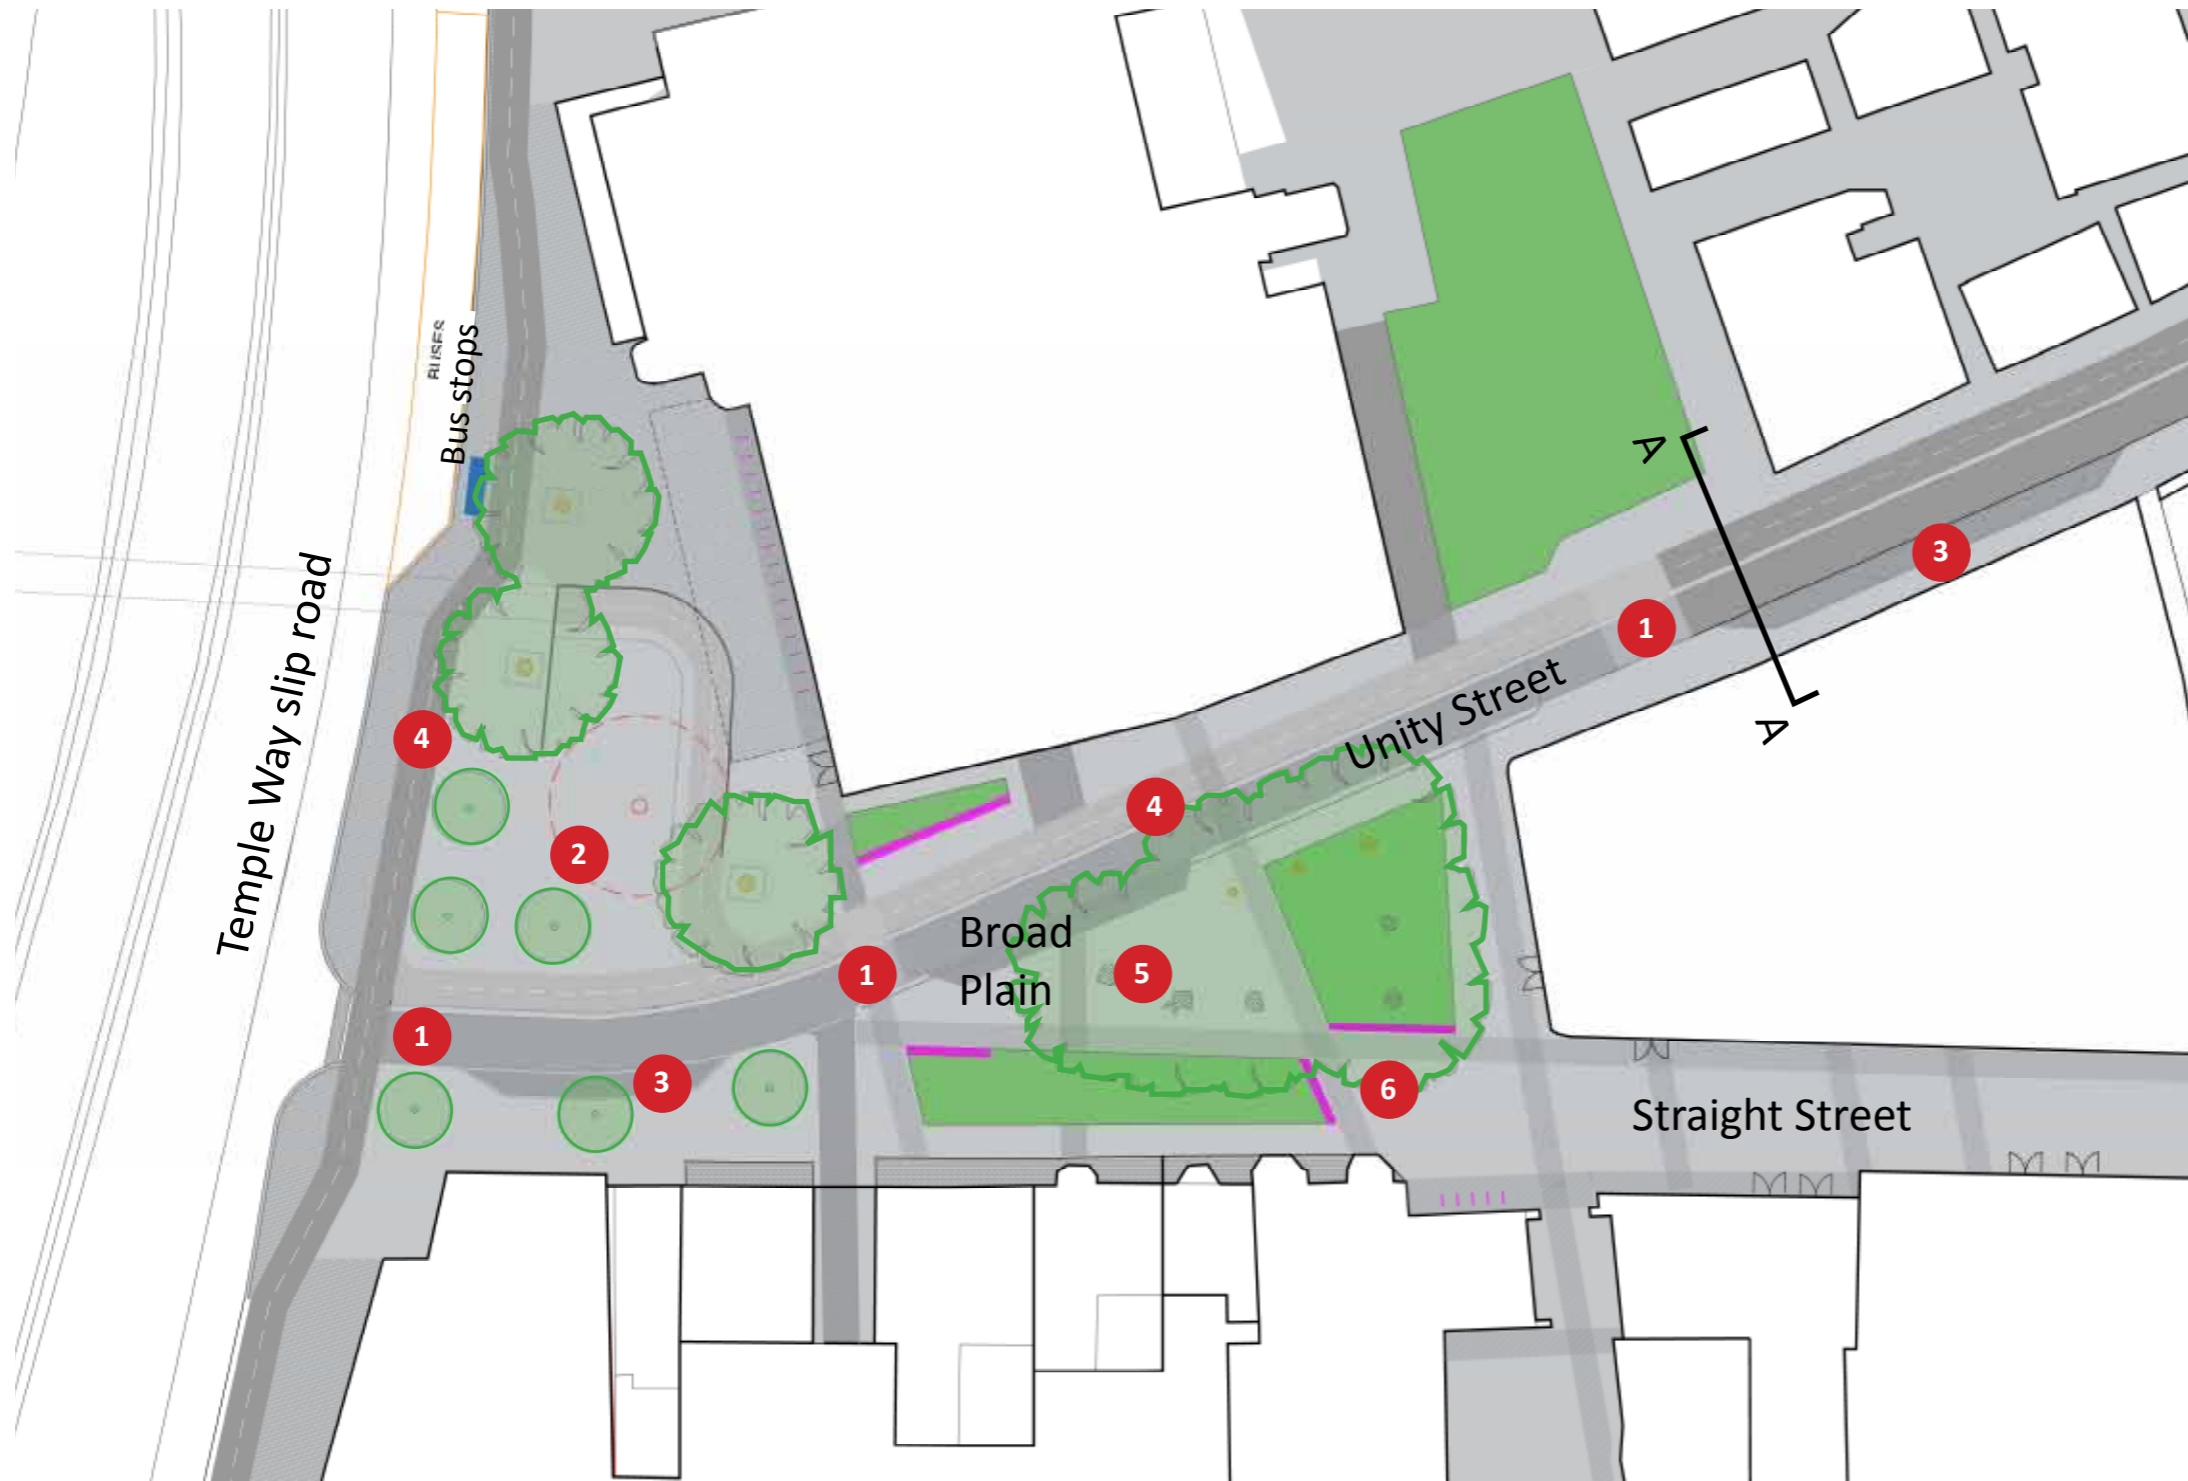 BUSES
Bus stops
A
3
1
Unity Street
Temple Way slip road
A
4
4
2
Broad
Plain
5
1
1
3
6
Straight Street